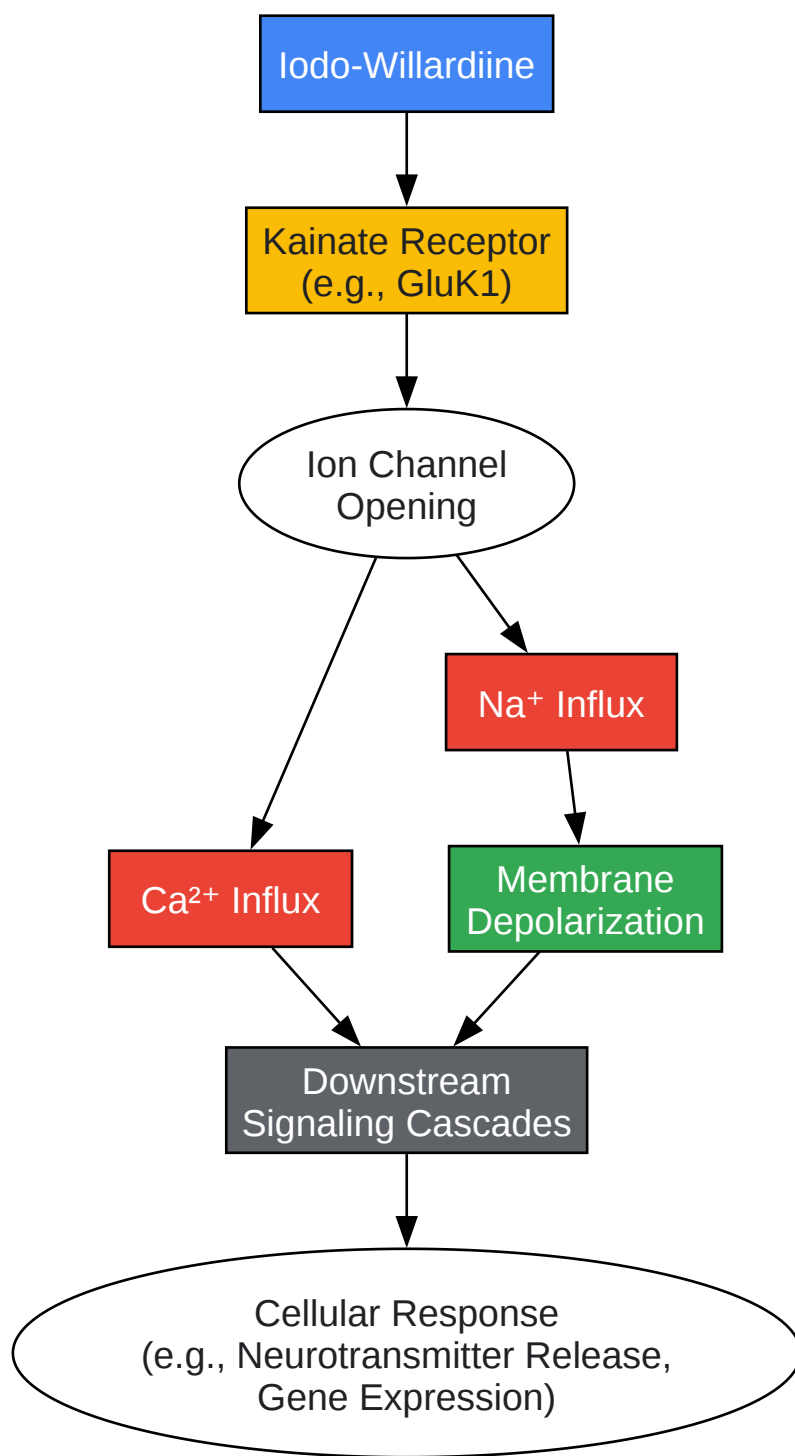 Iodo-Willardiine
Kainate Receptor
(e.g., GluK1)
Ion Channel
Opening
Na⁺ Influx
Ca²⁺ Influx
Membrane
Depolarization
Downstream
Signaling Cascades
Cellular Response
(e.g., Neurotransmitter Release,
Gene Expression)